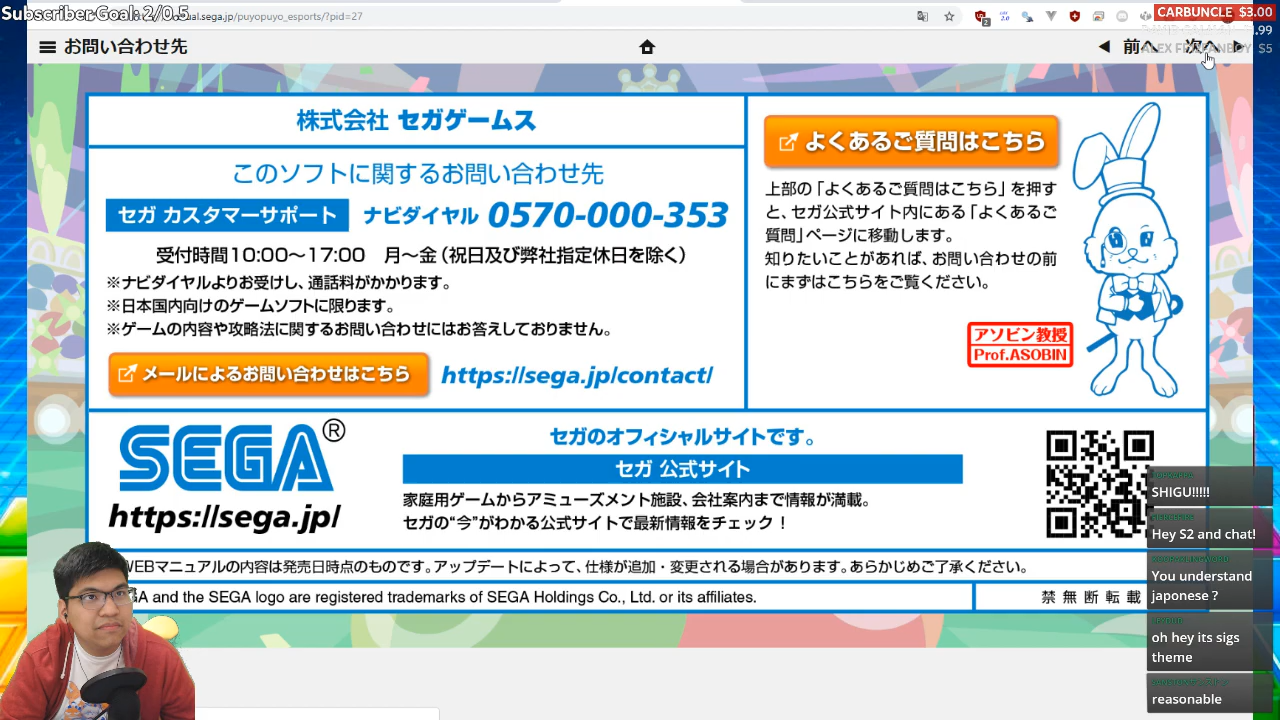 Subscriber Goal: 2/0.5
ual.sega.jp/puyopuyo_esports/?pid=27
CARBUNCLE $3.00
お問い合わせ先
前へ
次へ
$5
株式会社 セガゲームス
このソフトに関するお問い合わせ先
セガ カスタマーサポート ナビダイヤル 0570-000-353
受付時間10:00〜17:00 月〜金(祝日及び弊社指定休日を除く)
※ナビダイヤルよりお受けし、通話料がかかります。
※日本国内向けのゲームソフトに限ります。
※ゲームの内容や攻略法に関するお問い合わせにはお答えしておりません。
メールによるお問い合わせはこちら https://sega.jp/contact/
よくあるご質問はこちら
上部の「よくあるご質問はこちら」を押す
と、セガ公式サイト内にある「よくあるご
質問」ページに移動します。
知りたいことがあれば、お問い合わせの前
にまずはこちらをご覧ください。
アソビン教授
Prof.ASOBIN
SEGA®
https://sega.jp/
セガのオフィシャルサイトです。
セガ 公式サイト
家庭用ゲームからアミューズメント施設、会社案内まで情報が満載。
セガの“今”がわかる公式サイトで最新情報をチェック！
WEBマニュアルの内容は発売日時点のものです。アップデートによって、仕様が追加・変更される場合があります。あらかじめご了承ください。
GA and the SEGA logo are registered trademarks of SEGA Holdings Co., Ltd. or its affiliates.
禁無断転載
SHIGU!!!!!
Hey S2 and chat!
You understand
japonese ?
oh hey its sigs
theme
reasonable